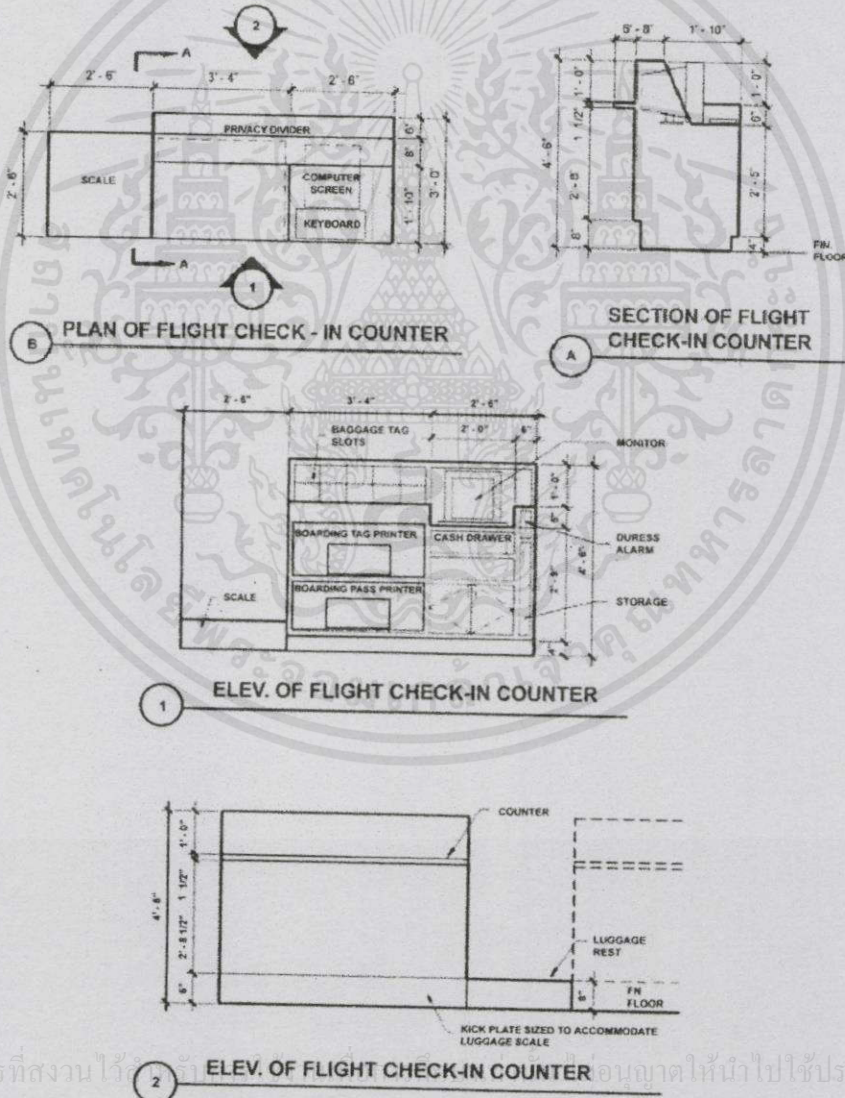 2
A
A
2' - 6"
3' - 4"
2' - 6"
PRIVACY DIVIDER
SCALE
COMPUTER
SCREEN
KEYBOARD
2' - 6"
6"
8"
1' - 10"
3' - 0"
1
B
PLAN OF FLIGHT CHECK - IN COUNTER
1' - 10"
1' - 0"
1 1/2"
2' - 8"
8"
4' - 6"
1' - 0"
6"
2' - 5"
4"
FIN
FLOOR
A
SECTION OF FLIGHT
CHECK-IN COUNTER
2' - 6"
3' - 4"
2' - 6"
2' - 0"
6"
BAGGAGE TAG
SLOTS
MONITOR
BOARDING TAG PRINTER
CASH DRAWER
DURESS
ALARM
BOARDING PASS PRINTER
SCALE
STORAGE
1' - 0"
4' - 6"
4"
1
ELEV. OF FLIGHT CHECK-IN COUNTER
COUNTER
1' - 0"
1 1/2"
2' - 8 1/2"
4' - 6"
LUGGAGE
REST
FN
FLOOR
KICK PLATE SIZED TO ACCOMMODATE
LUGGAGE SCALE
2
ELEV. OF FLIGHT CHECK-IN COUNTER